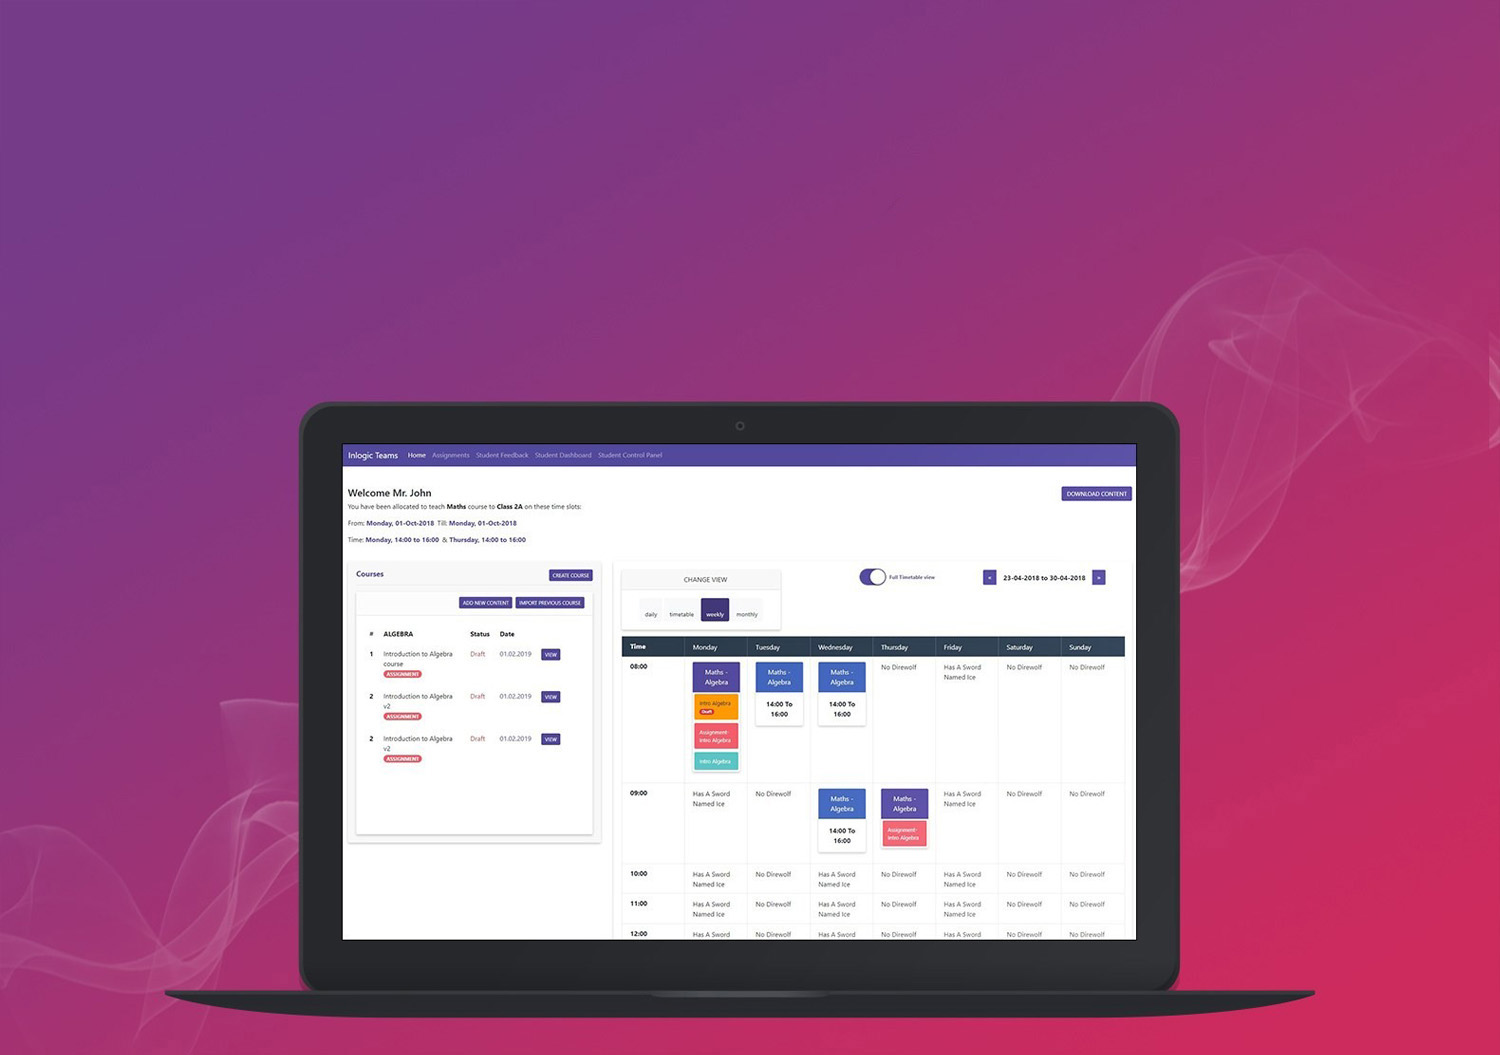 Inlogic Teams Home Assignments Student Feedback Student Dashboard Student Control Panel
Welcome Mr. John
DOWNLOAD CONTENT
You have been allocated to teach Maths course to Class 2A on these time slots:
From: Monday, 01-Oct-2018 Till: Monday, 01-Oct-2018
Time: Monday, 14:00 to 16:00 & Thursday, 14:00 to 16:00
Courses
CREATE COURSE
ADD NEW CONTENT IMPORT PREVIOUS COURSE
# ALGEBRA Status Date
1 Introduction to Algebra Draft 01.02.2019 VIEW
course
ASSIGNMENT
2 Introduction to Algebra Draft 01.02.2019 VIEW
v2
ASSIGNMENT
2 Introduction to Algebra Draft 01.02.2019 VIEW
v2
ASSIGNMENT
CHANGE VIEW
daily timetable weekly monthly
Full Timetable view
« 23-04-2018 to 30-04-2018 »
Time Monday Tuesday Wednesday Thursday Friday Saturday Sunday
08:00
Maths -
Algebra
Intro Algebra
Draft
Assignment-
Intro Algebra
Intro Algebra
Maths -
Algebra
14:00 To
16:00
Maths -
Algebra
14:00 To
16:00
No Direwolf
Has A Sword
Named Ice
No Direwolf
No Direwolf
09:00
Has A Sword
Named Ice
No Direwolf
Maths -
Algebra
14:00 To
16:00
Maths -
Algebra
Assignment-
Intro Algebra
Has A Sword
Named Ice
No Direwolf
No Direwolf
10:00 Has A Sword No Direwolf Has A Sword No Direwolf Has A Sword No Direwolf No Direwolf
Named Ice Named Ice Named Ice
11:00 Has A Sword No Direwolf Has A Sword No Direwolf Has A Sword No Direwolf No Direwolf
Named Ice Named Ice Named Ice
12:00 Has A Sword No Direwolf Has A Sword No Direwolf Has A Sword No Direwolf No Direwolf